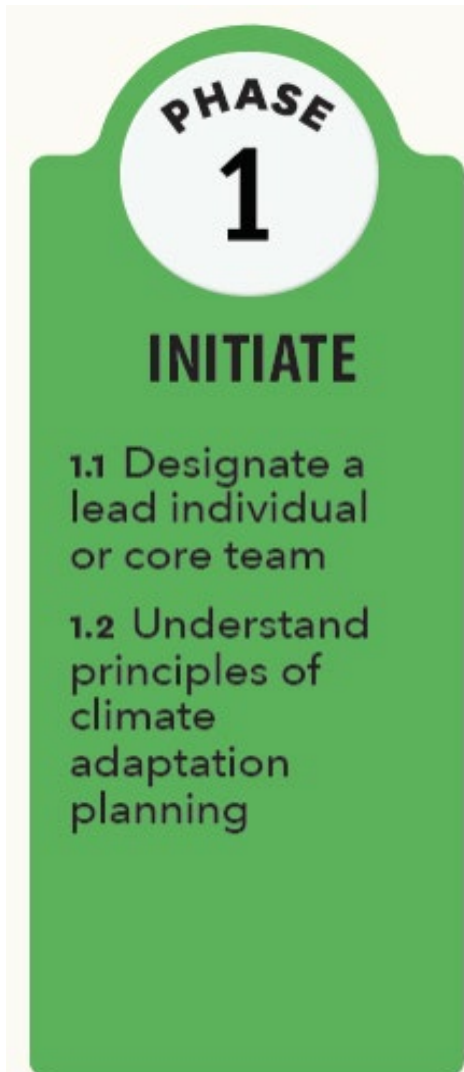 PHASE
1
INITIATE
1.1 Designate a
lead individual
or core team
1.2 Understand
principles of
climate
adaptation
planning